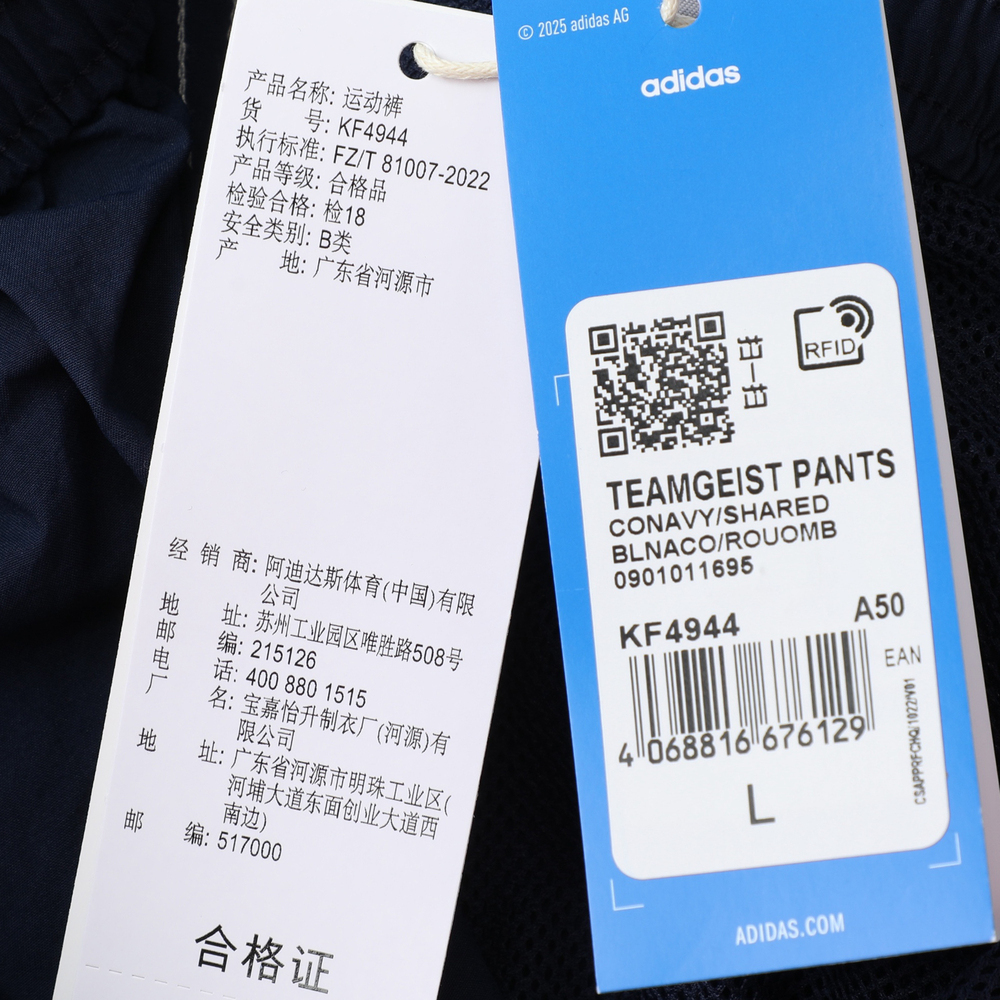 产品名称: 运动裤
货 号: KF4944
执行标准: FZ/T 81007-2022
产品等级: 合格品
检验合格: 检18
安全类别: B类
产 地: 广东省河源市
经 销 商: 阿迪达斯体育(中国)有限
公司
地 址: 苏州工业园区唯胜路508号
邮 编: 215126
电 话: 400 880 1515
厂 名: 宝嘉怡升制衣厂(河源)有
限公司
地 址: 广东省河源市明珠工业区(
河埔大道东面创业大道西
南边)
邮 编: 517000
合格证
© 2025 adidas AG
adidas
扫一扫
RFID
TEAMGEIST PANTS
CONAVY/SHARED
BLNACO/ROUOMB
0901011695
KF4944 A50
EAN
4 068816 676129
CSAPPRFCHQ/1022/V01
L
ADIDAS.COM